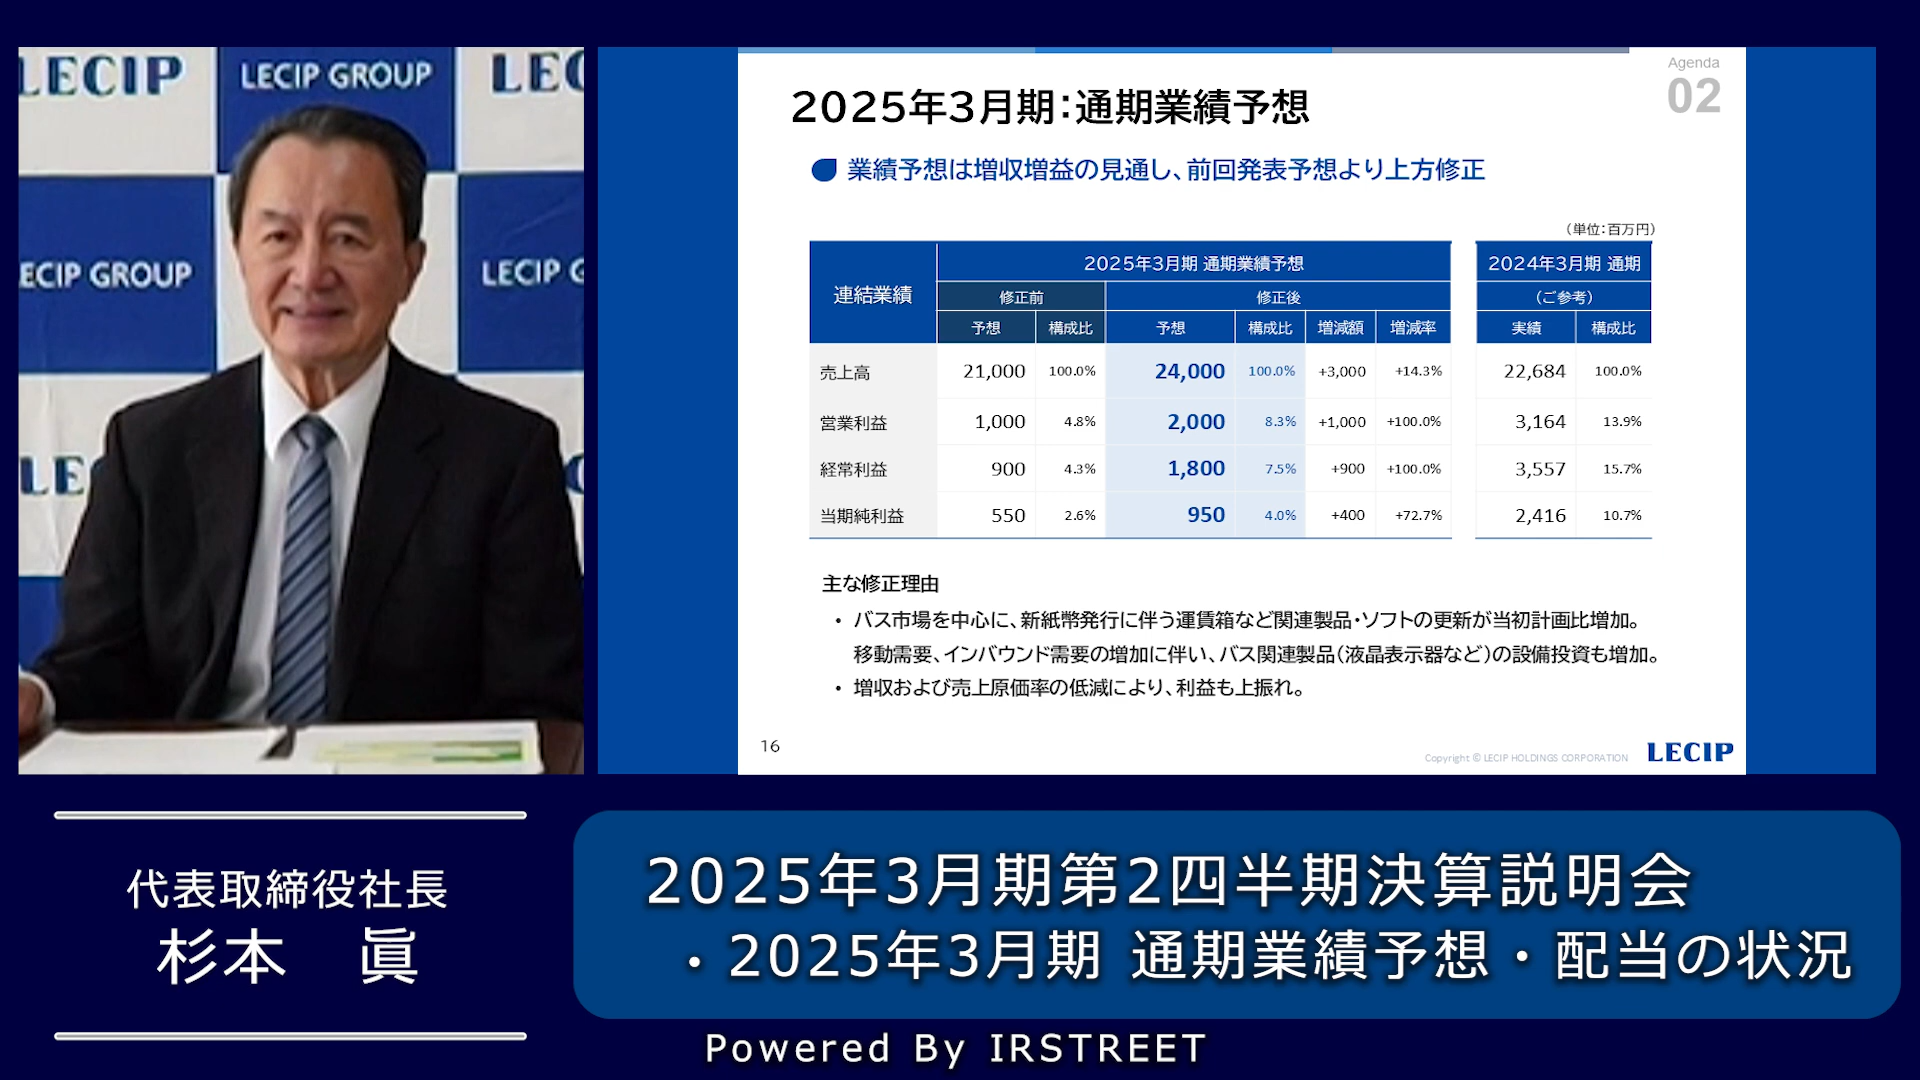 LECIP
LECIP GROUP
LEC
ECIP GROUP
LECIP G
LE
Agenda
02
2025年3月期:通期業績予想
業績予想は増収増益の見通し、前回発表予想より上方修正
(単位:百万円)
連結業績 2025年3月期 通期業績予想 2024年3月期 通期
修正前 修正後 (ご参考)
予想 構成比 予想 構成比 増減額 増減率 実績 構成比
売上高 21,000 100.0% 24,000 100.0% +3,000 +14.3% 22,684 100.0%
営業利益 1,000 4.8% 2,000 8.3% +1,000 +100.0% 3,164 13.9%
経常利益 900 4.3% 1,800 7.5% +900 +100.0% 3,557 15.7%
当期純利益 550 2.6% 950 4.0% +400 +72.7% 2,416 10.7%
主な修正理由
・ バス市場を中心に、新紙幣発行に伴う運賃箱など関連製品・ソフトの更新が当初計画比増加。
移動需要、インバウンド需要の増加に伴い、バス関連製品(液晶表示器など)の設備投資も増加。
・ 増収および売上原価率の低減により、利益も上振れ。
16
Copyright © LECIP HOLDINGS CORPORATION
LECIP
代表取締役社長
杉本 眞
2025年3月期第2四半期決算説明会
・2025年3月期 通期業績予想・配当の状況
Powered By IRSTREET